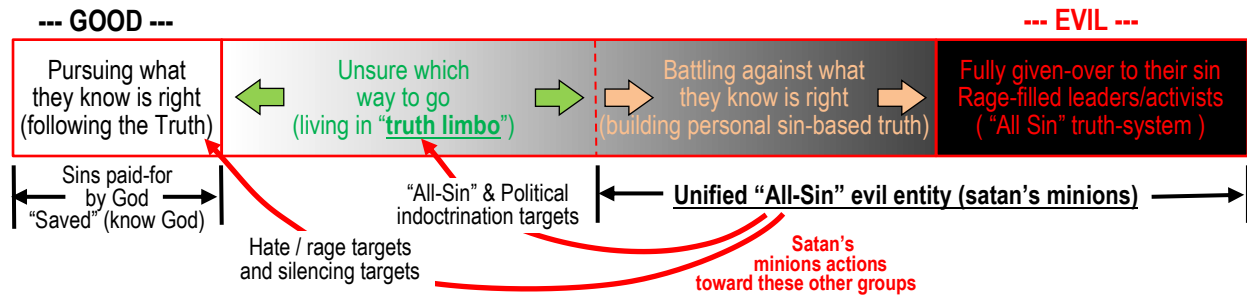 --- GOOD ---
--- EVIL ---
Pursuing what
they know is right
(following the Truth)
Unsure which
way to go
(living in “truth limbo”)
Battling against what
they know is right
(building personal sin-based truth)
Fully given-over to their sin
Rage-filled leaders/activists
( “All Sin” truth-system )
Sins paid-for
by God
“Saved” (know God)
“All-Sin” & Political
indoctrination targets
Unified “All-Sin” evil entity (satan’s minions)
Hate / rage targets
and silencing targets
Satan’s
minions actions
toward these other groups